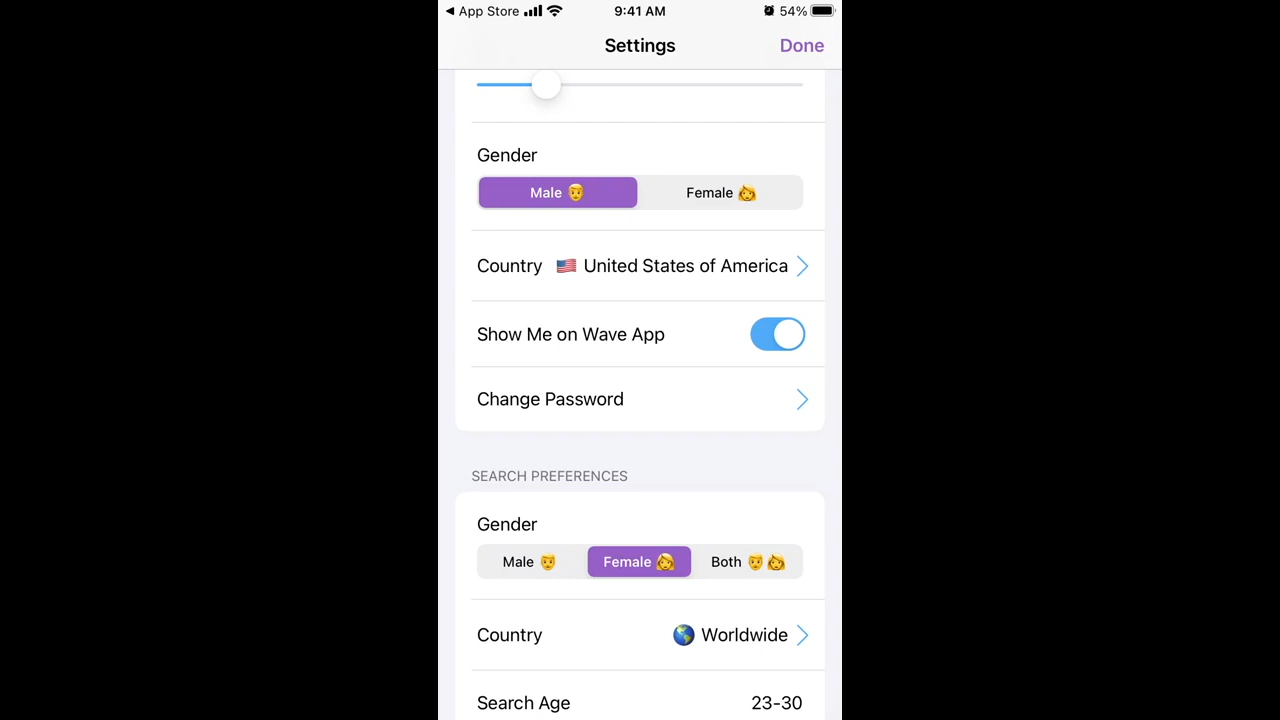 ◀ App Store 9:41 AM 54%
Settings Done
Gender
Male Female
Country United States of America
Show Me on Wave App
Change Password
SEARCH PREFERENCES
Gender
Male Female Both
Country Worldwide
Search Age 23-30